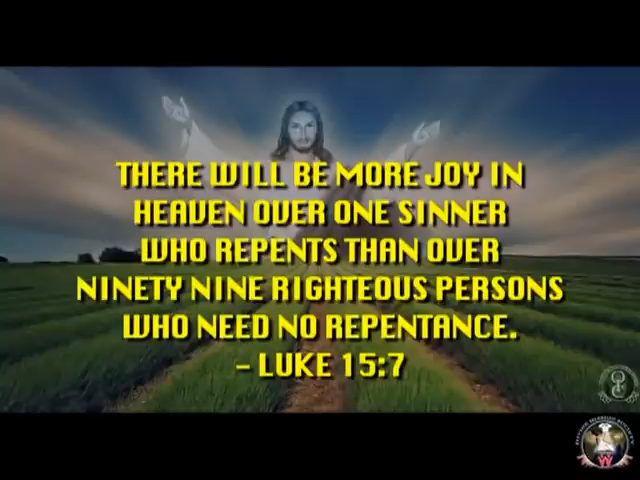 THERE WILL BE MORE JOY IN
HEAVEN OVER ONE SINNER
WHO REPENTS THAN OVER
NINETY NINE RIGHTEOUS PERSONS
WHO NEED NO REPENTANCE.
– LUKE 15:7